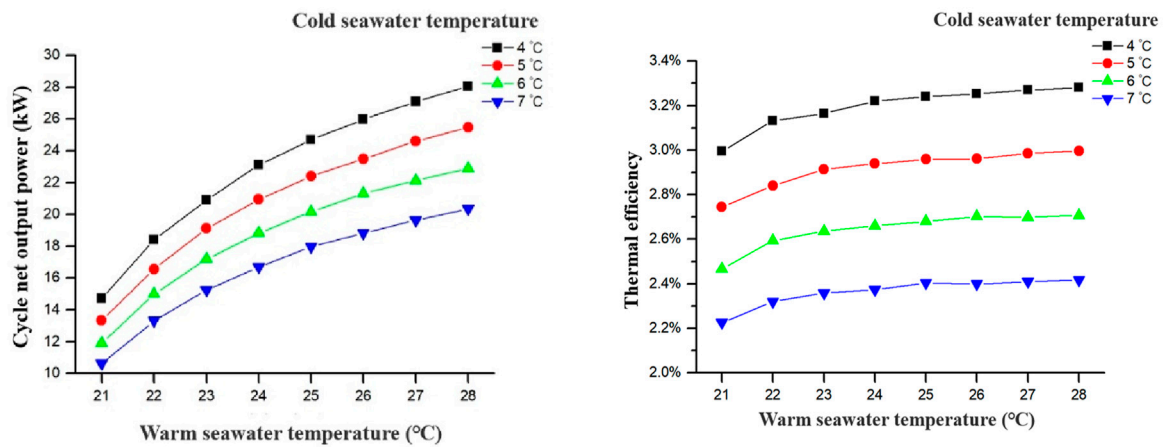 Cold seawater temperature
4 °C
5 °C
6 °C
7 °C
30
28
26
24
22
20
18
16
14
12
10
Cycle net output power (kW)
21 22 23 24 25 26 27 28
Warm seawater temperature (°C)
Cold seawater temperature
4 °C
5 °C
6 °C
7 °C
3.4%
3.2%
3.0%
2.8%
2.6%
2.4%
2.2%
2.0%
Thermal efficiency
21 22 23 24 25 26 27 28
Warm seawater temperature (°C)